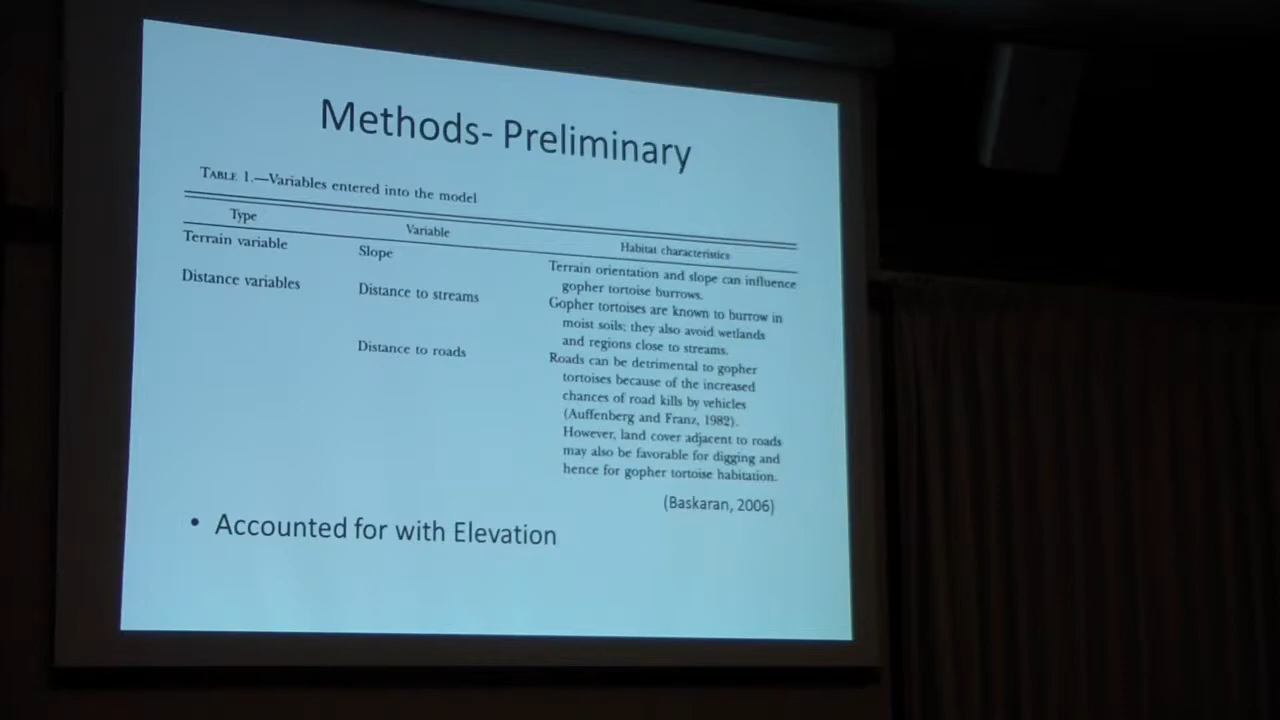 Methods- Preliminary
TABLE 1.—Variables entered into the model
Type Variable Habitat characteristics
Terrain variable Slope Terrain orientation and slope can influence
gopher tortoise burrows.
Distance variables Distance to streams Gopher tortoises are known to burrow in
moist soils; they also avoid wetlands
and regions close to streams.
Distance to roads Roads can be detrimental to gopher
tortoises because of the increased
chances of road kills by vehicles
(Auffenberg and Franz, 1982).
However, land cover adjacent to roads
may also be favorable for digging and
hence for gopher tortoise habitation.
(Baskaran, 2006)
• Accounted for with Elevation